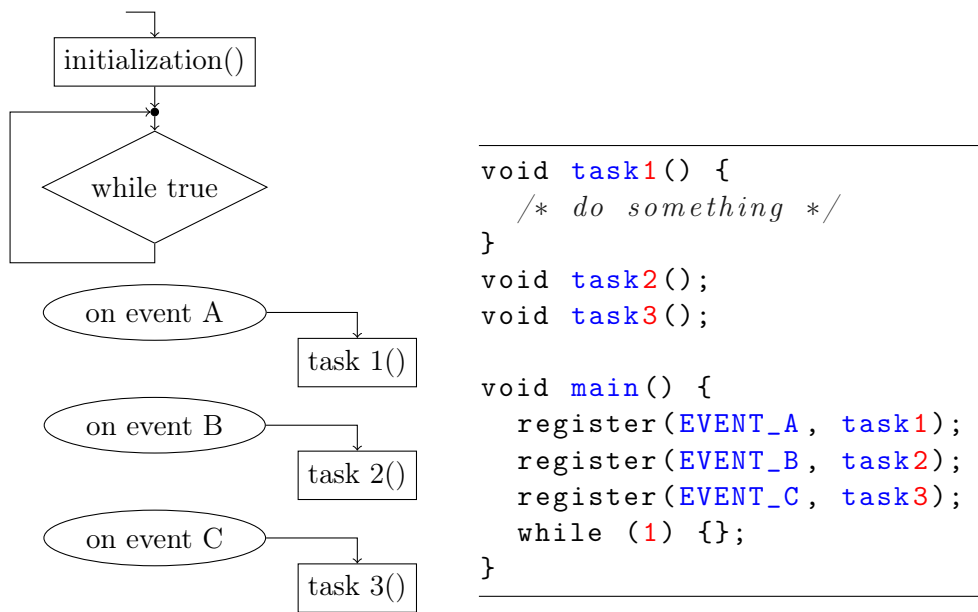 initialization()
while true
on event A
task 1()
on event B
task 2()
on event C
task 3()
void task1() {
  /* do something */
}
void task2();
void task3();

void main() {
  register(EVENT_A, task1);
  register(EVENT_B, task2);
  register(EVENT_C, task3);
  while (1) {};
}